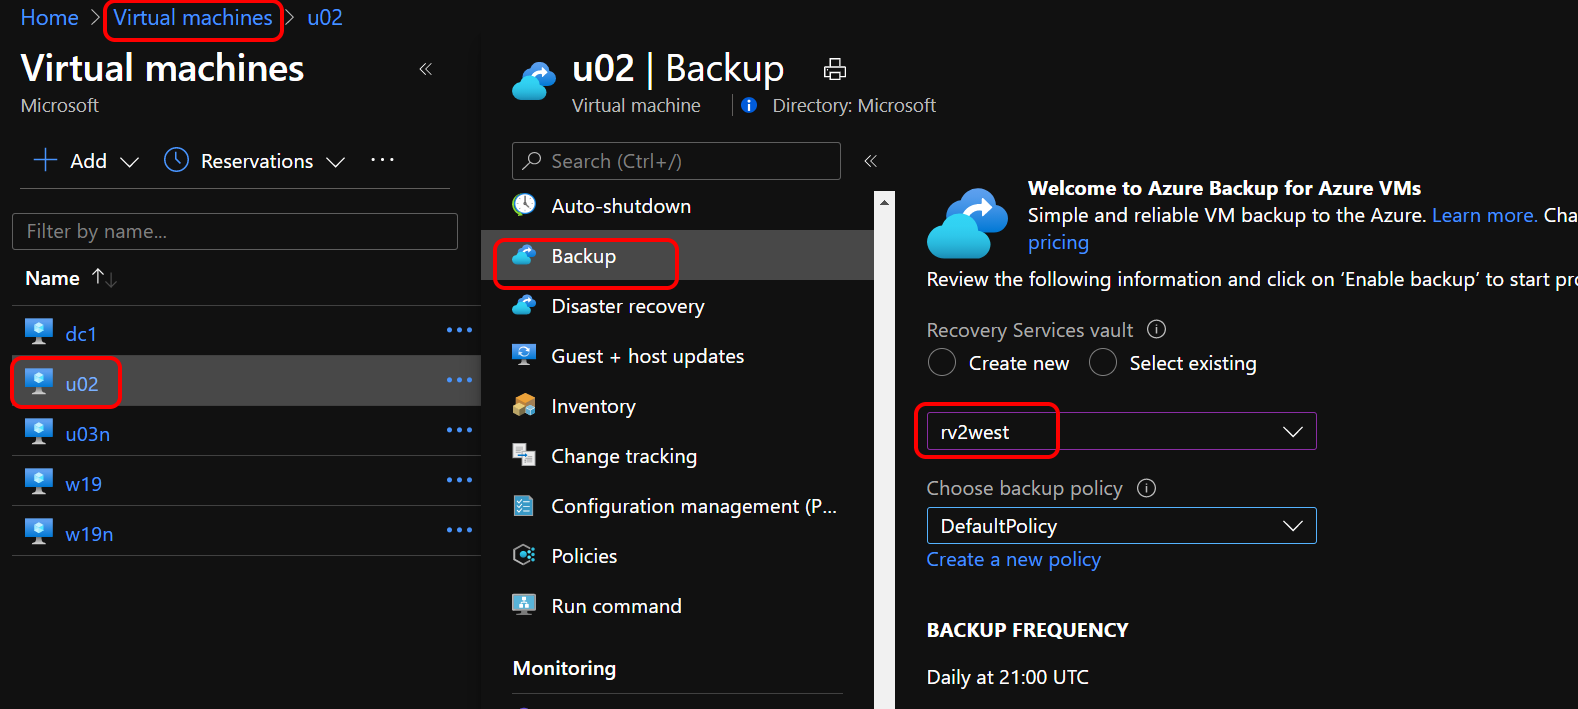 Home > Virtual machines > u02
Virtual machines «
Microsoft
Add
Reservations
...
Filter by name...
Name ↑↓
dc1 ...
u02 ...
u03n ...
w19 ...
w19n ...
u02 | Backup
Virtual machine
Directory: Microsoft
Search (Ctrl+/) «
Auto-shutdown
Backup
Disaster recovery
Guest + host updates
Inventory
Change tracking
Configuration management (P...
Policies
Run command
Monitoring
Welcome to Azure Backup for Azure VMs
Simple and reliable VM backup to the Azure. Learn more. Cha
pricing
Review the following information and click on ‘Enable backup’ to start pro
Recovery Services vault
Create new
Select existing
rv2west
Choose backup policy
DefaultPolicy
Create a new policy
BACKUP FREQUENCY
Daily at 21:00 UTC